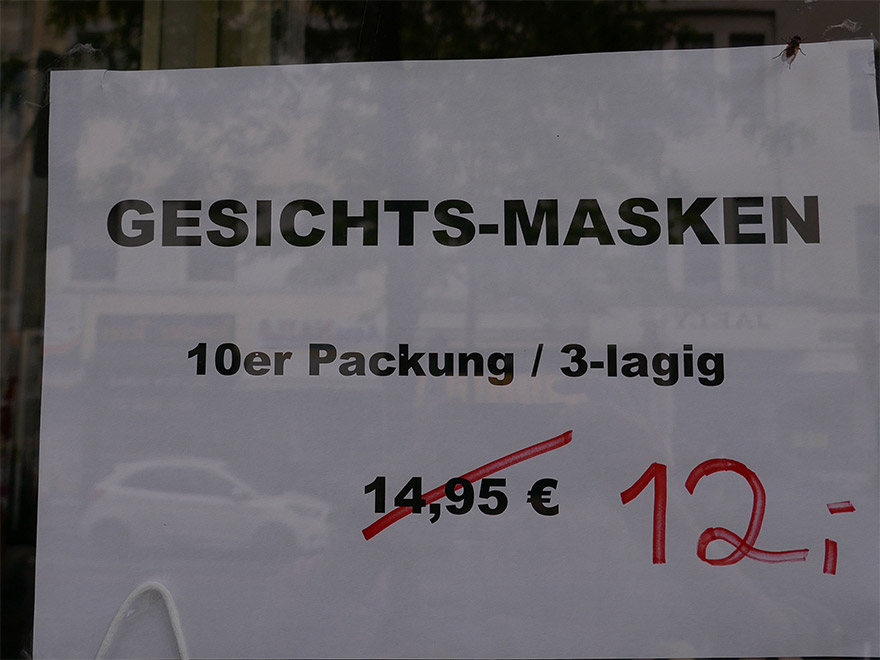 GESICHTS-MASKEN
10er Packung / 3-lagig
14,95 € 12,-